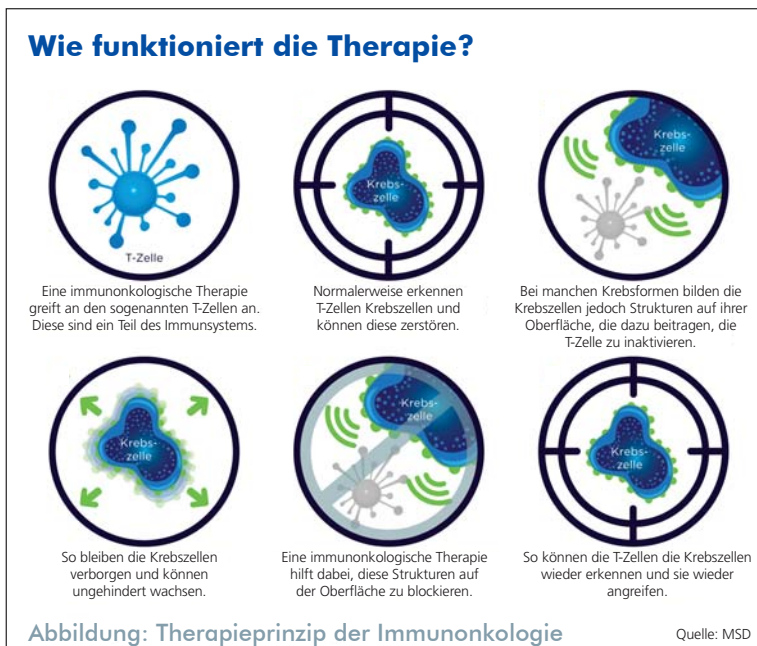 Wie funktioniert die Therapie?
T-Zelle
Eine immunonkologische Therapie
greift an den sogenannten T-Zellen an.
Diese sind ein Teil des Immunsystems.
Krebs-
zelle
Normalerweise erkennen
T-Zellen Krebszellen und
können diese zerstören.
Krebs-
zelle
Bei manchen Krebsformen bilden die
Krebszellen jedoch Strukturen auf ihrer
Oberfläche, die dazu beitragen, die
T-Zelle zu inaktivieren.
Krebs-
zelle
So bleiben die Krebszellen
verborgen und können
ungehindert wachsen.
Krebs-
zelle
Eine immunonkologische Therapie
hilft dabei, diese Strukturen auf
der Oberfläche zu blockieren.
Krebs-
zelle
So können die T-Zellen die Krebszellen
wieder erkennen und sie wieder
angreifen.
Abbildung: Therapieprinzip der Immunonkologie
Quelle: MSD